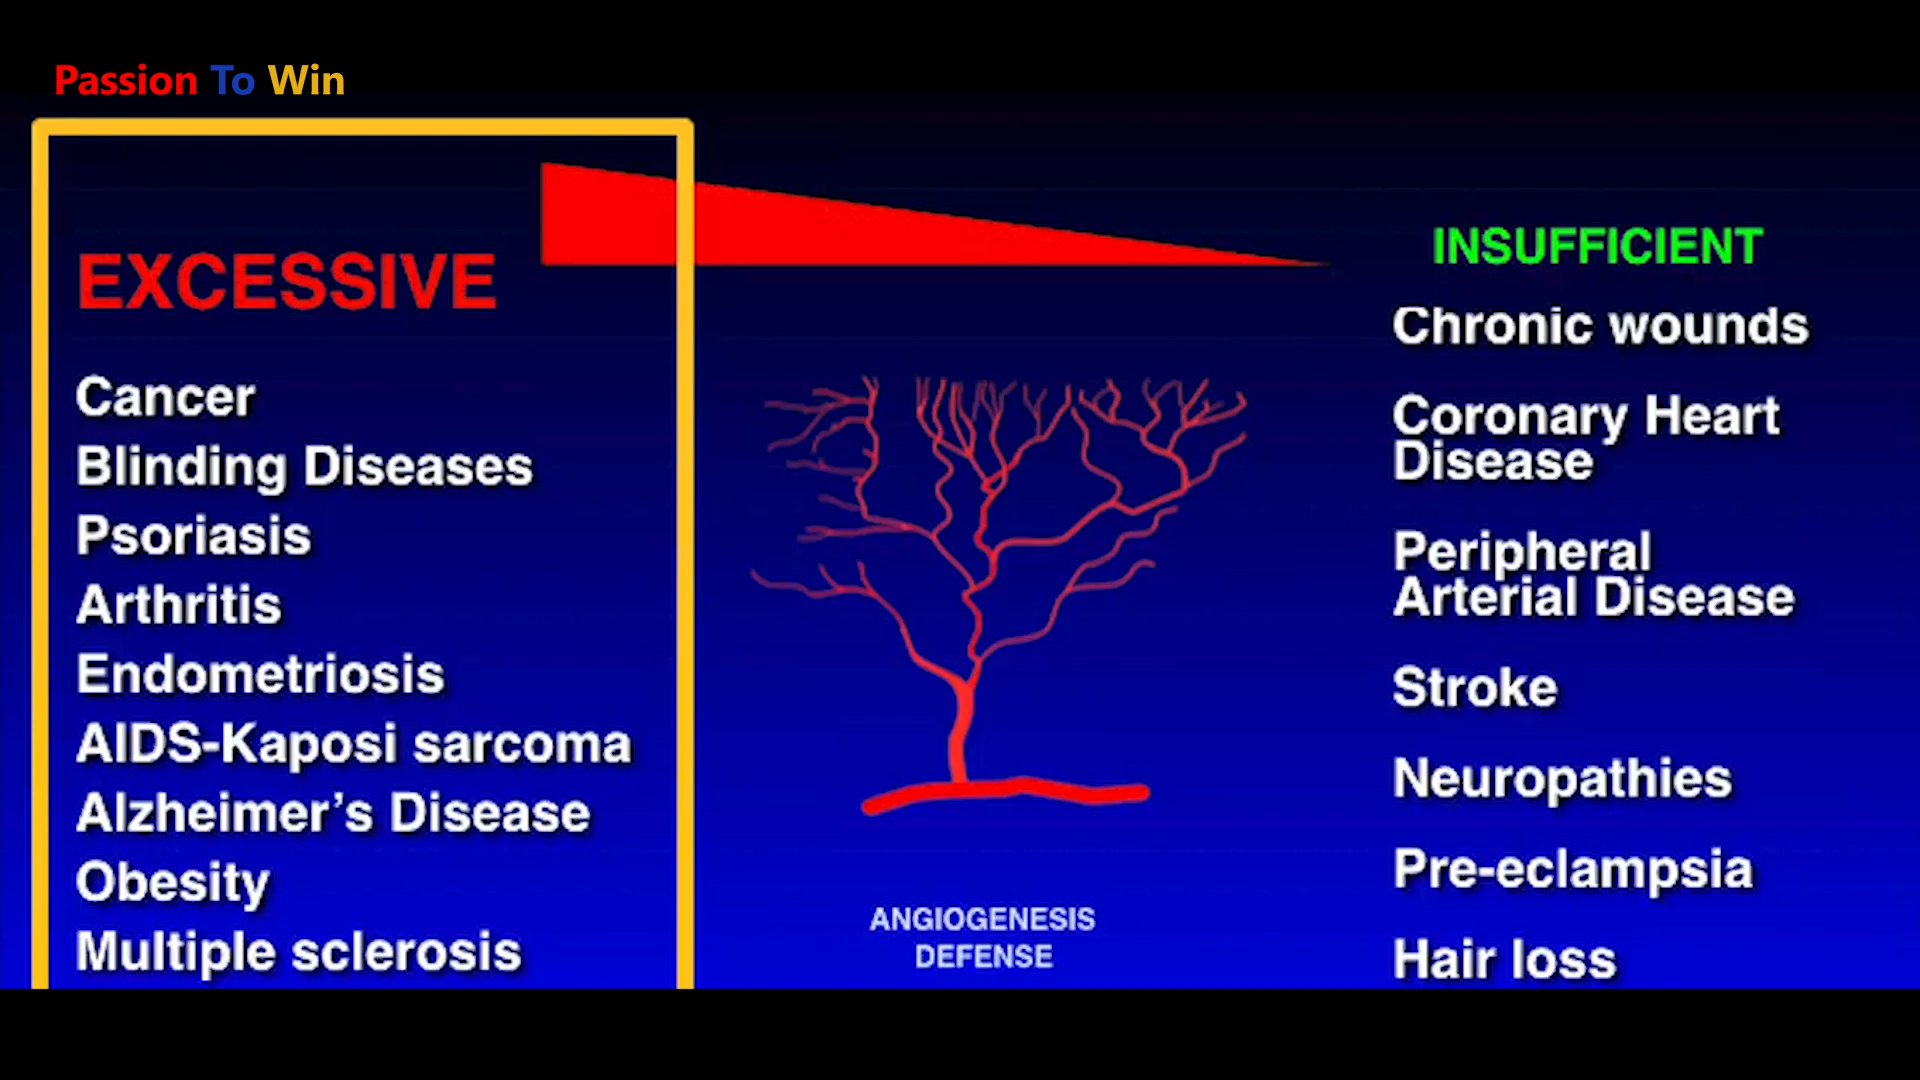 Passion To Win
EXCESSIVE
Cancer
Blinding Diseases
Psoriasis
Arthritis
Endometriosis
AIDS-Kaposi sarcoma
Alzheimer’s Disease
Obesity
Multiple sclerosis
ANGIOGENESIS
DEFENSE
INSUFFICIENT
Chronic wounds
Coronary Heart
Disease
Peripheral
Arterial Disease
Stroke
Neuropathies
Pre-eclampsia
Hair loss